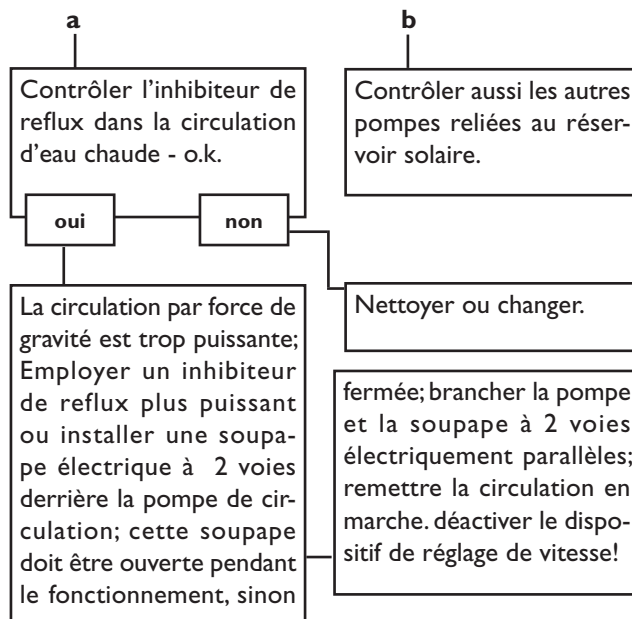 a
Contrôler l'inhibiteur de
reflux dans la circulation
d'eau chaude - o.k.
oui
non
La circulation par force de
gravité est trop puissante;
Employer un inhibiteur
de reflux plus puissant
ou installer une soupa-
pe électrique à 2 voies
derrière la pompe de cir-
culation; cette soupape
doit être ouverte pendant
le fonctionnement, sinon
b
Contrôler aussi les autres
pompes reliées au réser-
voir solaire.
Nettoyer ou changer.
fermée; brancher la pompe
et la soupape à 2 voies
électriquement parallèles;
remettre la circulation en
marche. déactiver le dispo-
sitif de réglage de vitesse!